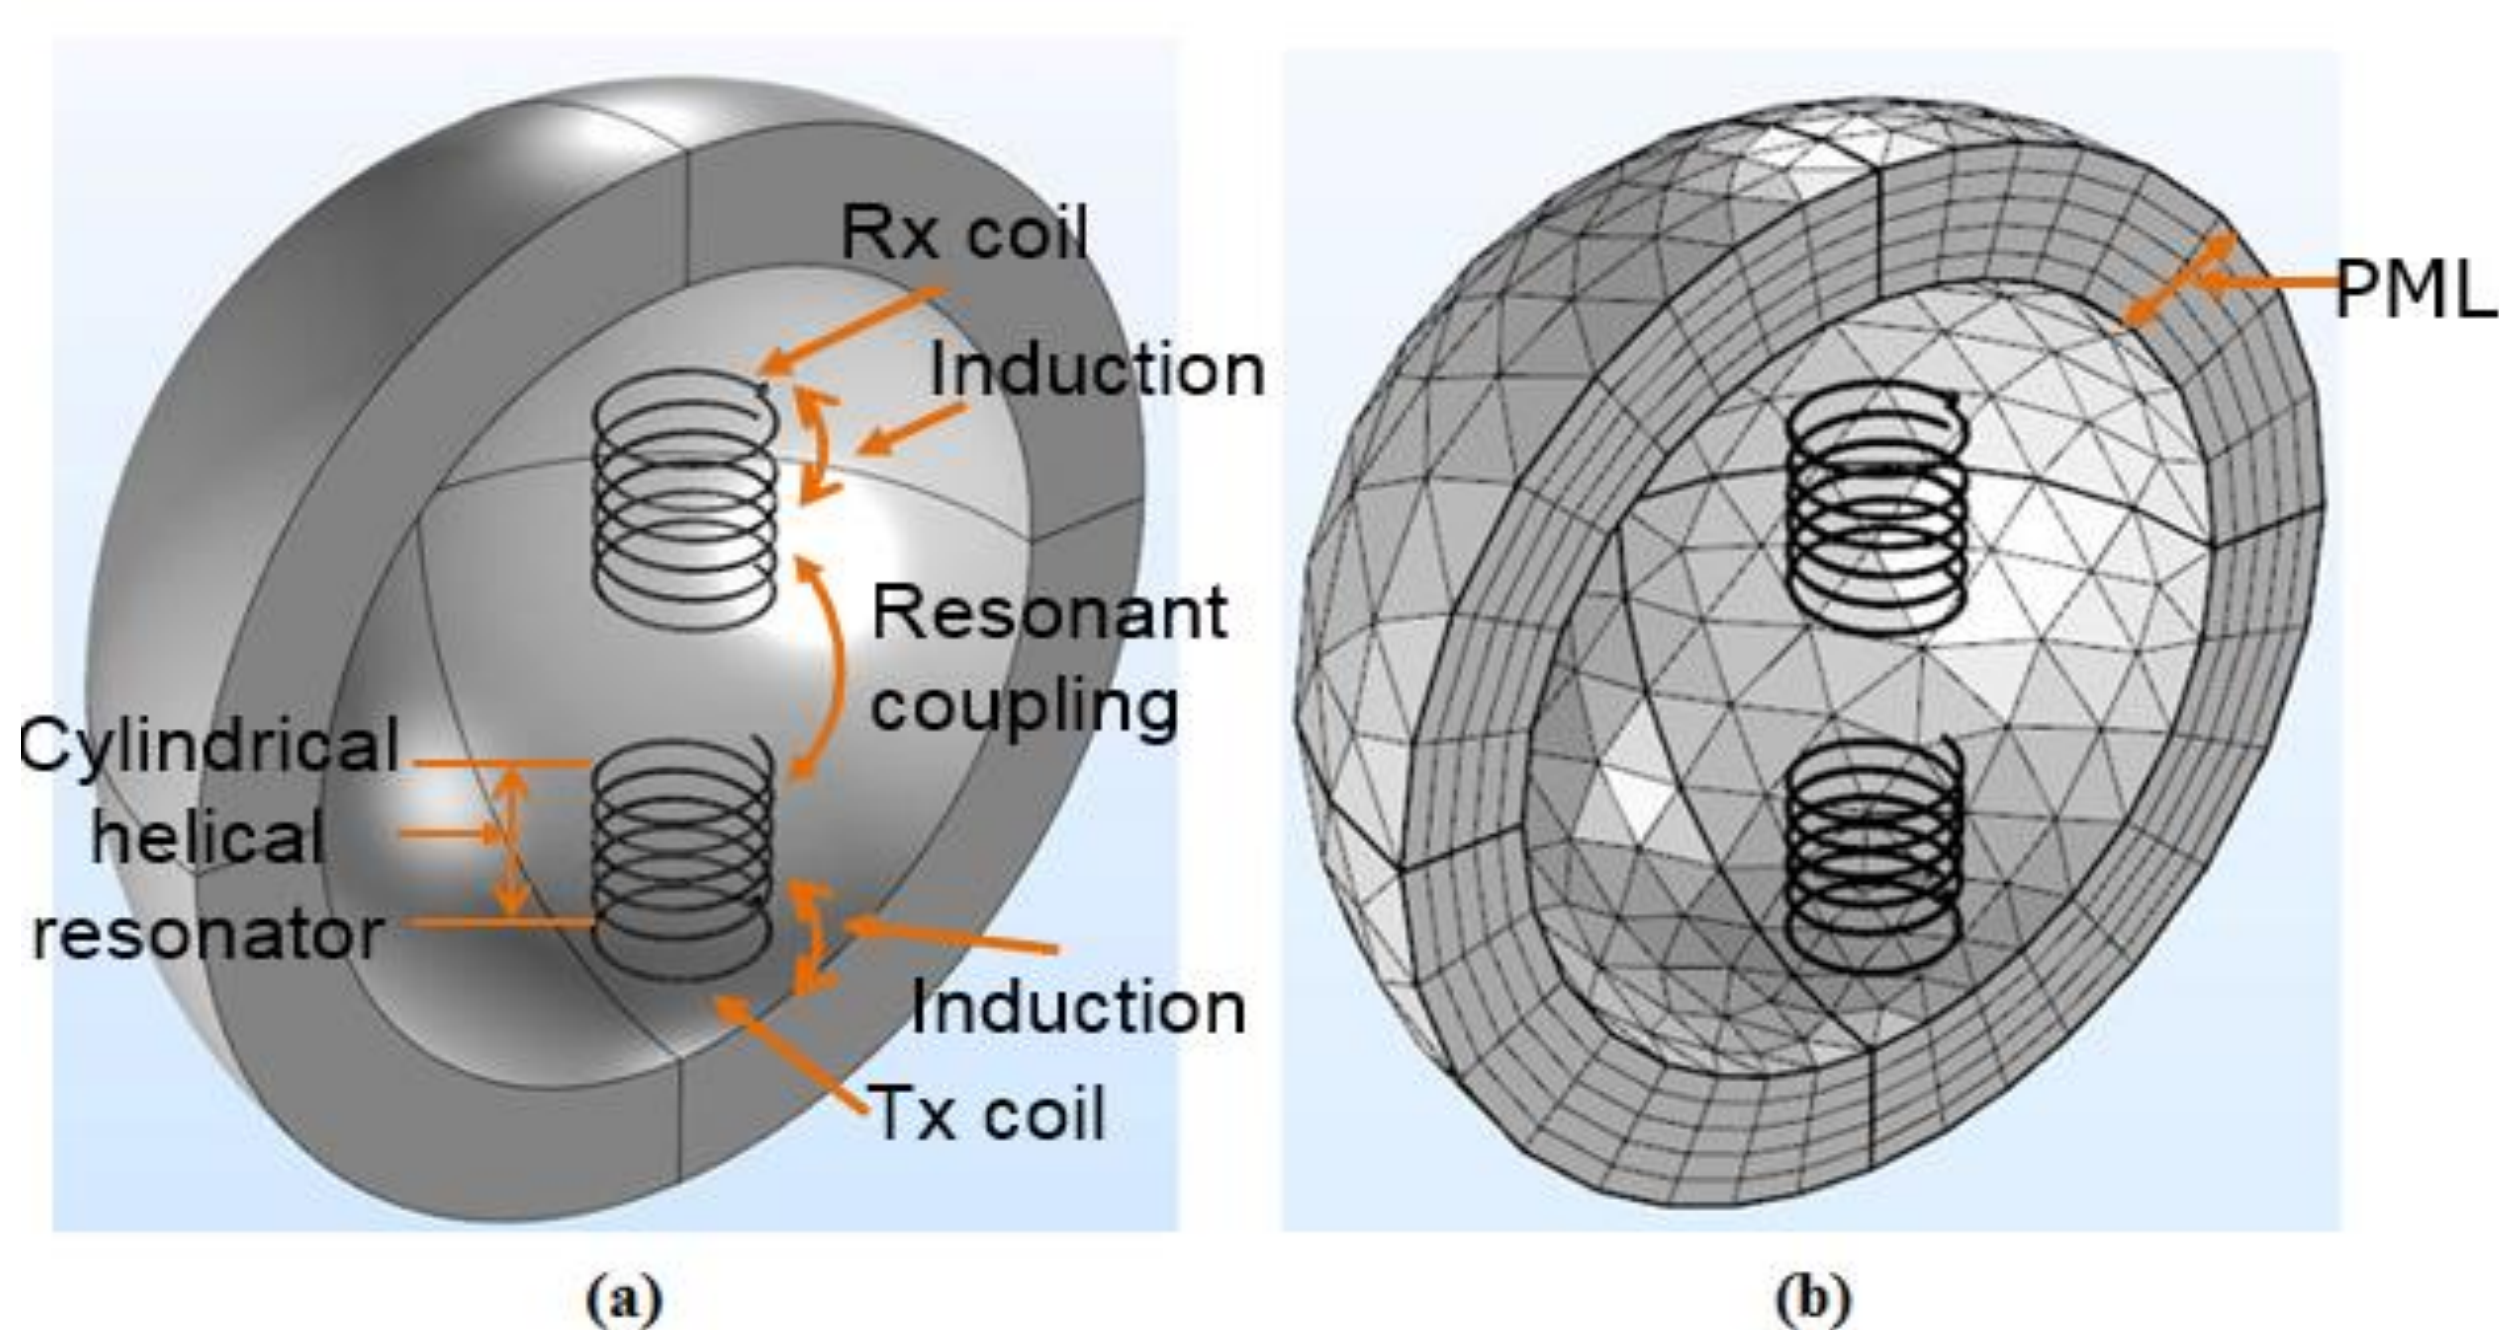 Rx coil
Induction
Resonant
coupling
Cylindrical
helical
resonator
Induction
Tx coil
PML
(a)
(b)